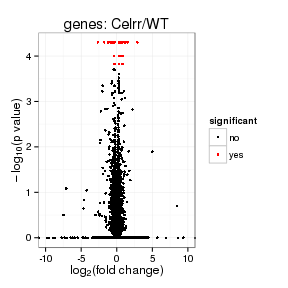 genes: Celrr/WT
4
3
2
1
0
−log10(p value)
-10 -5 0 5 10
log2(fold change)
significant
no
yes